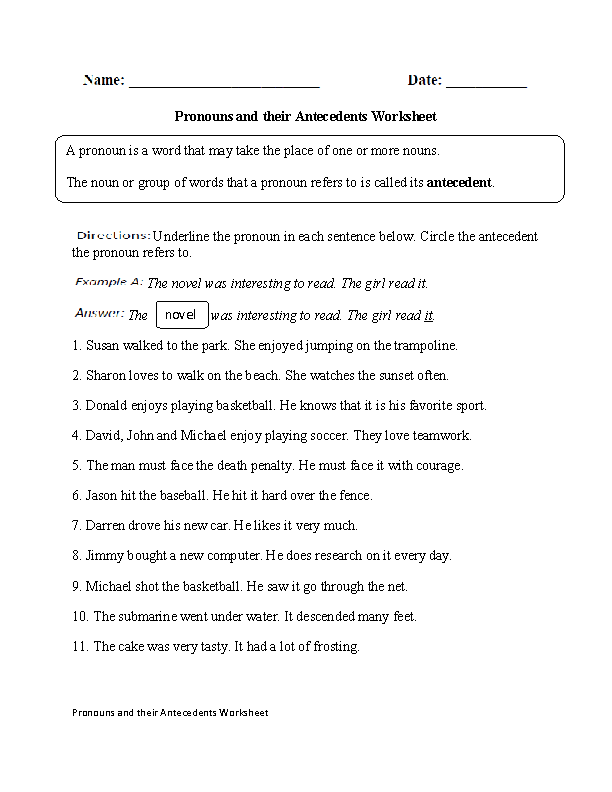 Name: __________________________ Date: ___________
Pronouns and their Antecedents Worksheet
A pronoun is a word that may take the place of one or more nouns.
The noun or group of words that a pronoun refers to is called its antecedent.
Directions: Underline the pronoun in each sentence below. Circle the antecedent
the pronoun refers to.
Example A: The novel was interesting to read. The girl read it.
Answer: The novel was interesting to read. The girl read it.
1. Susan walked to the park. She enjoyed jumping on the trampoline.
2. Sharon loves to walk on the beach. She watches the sunset often.
3. Donald enjoys playing basketball. He knows that it is his favorite sport.
4. David, John and Michael enjoy playing soccer. They love teamwork.
5. The man must face the death penalty. He must face it with courage.
6. Jason hit the baseball. He hit it hard over the fence.
7. Darren drove his new car. He likes it very much.
8. Jimmy bought a new computer. He does research on it every day.
9. Michael shot the basketball. He saw it go through the net.
10. The submarine went under water. It descended many feet.
11. The cake was very tasty. It had a lot of frosting.
Pronouns and their Antecedents Worksheet